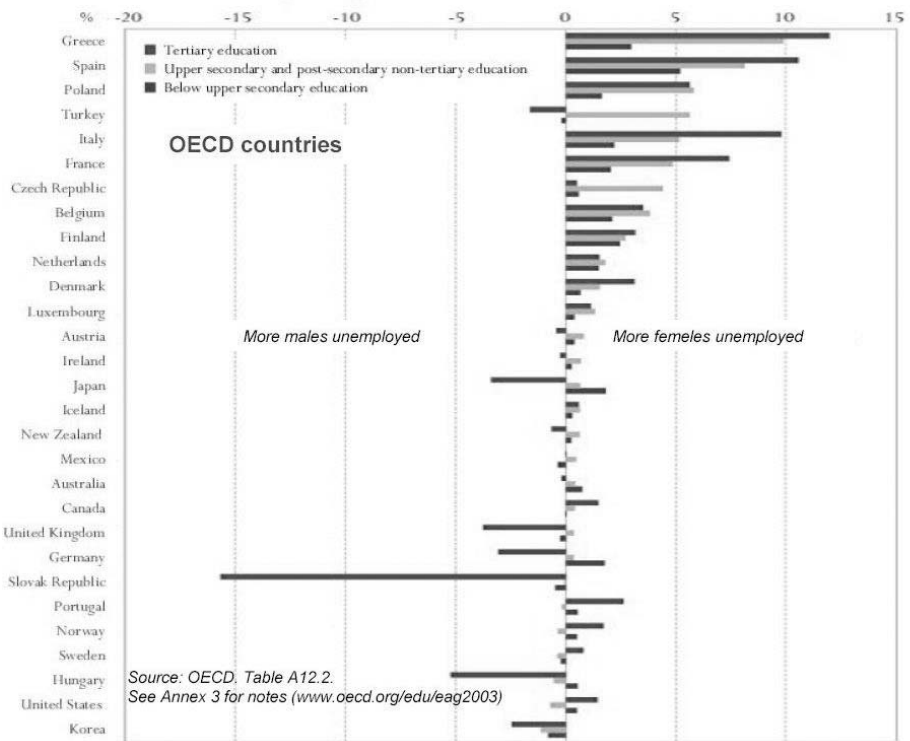 % -20 -15 -10 -5 0 5 10 15
Greece
Tertiary education
Spain
Upper secondary and post-secondary non-tertiary education
Poland
Below upper secondary education
Turkey
Italy
OECD countries
France
Czech Republic
Belgium
Finland
Netherlands
Denmark
Luxembourg
Austria
More males unemployed
More femeles unemployed
Ireland
Japan
Iceland
New Zealand
Mexico
Australia
Canada
United Kingdom
Germany
Slovak Republic
Portugal
Norway
Sweden
Source: OECD. Table A12.2.
Hungary
See Annex 3 for notes (www.oecd.org/edu/eag2003)
United States
Korea